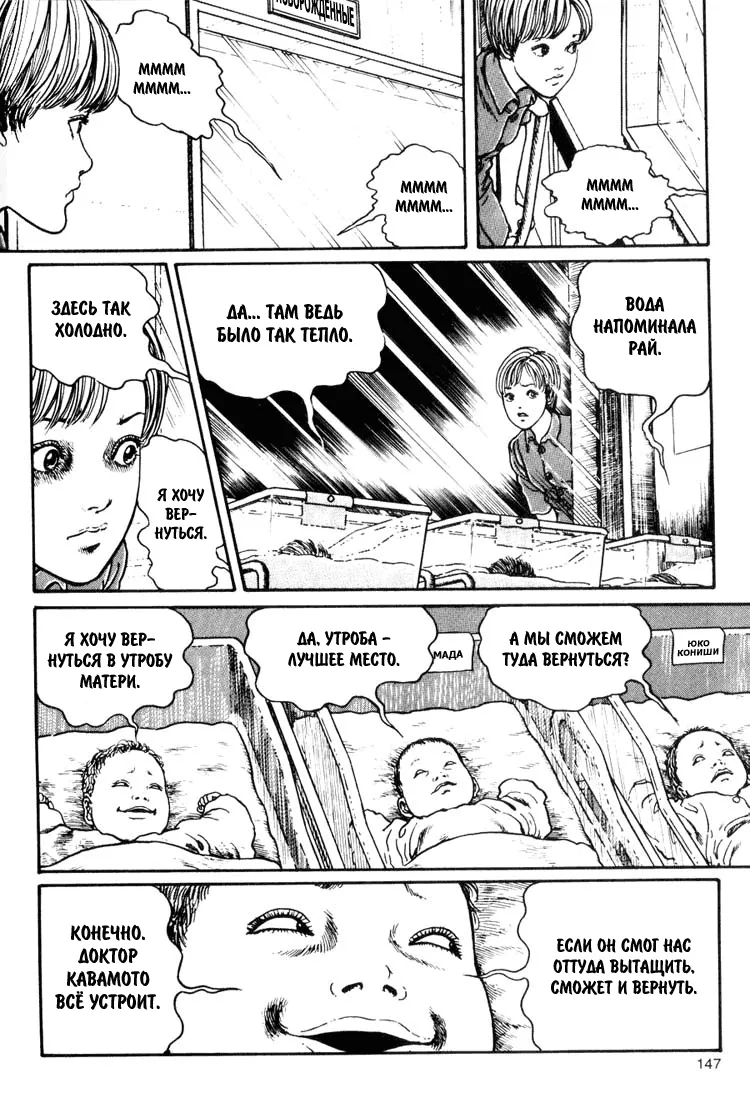 НОВОРОЖДЕННЫЕ
ММММ
ММММ...
ММММ
ММММ...
ММММ
ММММ...
ЗДЕСЬ ТАК
ХОЛОДНО.
Я ХОЧУ
ВЕР-
НУТЬСЯ.
ДА... ТАМ ВЕДЬ
БЫЛО ТАК ТЕПЛО.
ВОДА
НАПОМИНАЛА
РАЙ.
Я ХОЧУ ВЕР-
НУТЬСЯ В УТРОБУ
МАТЕРИ.
ДА, УТРОБА –
ЛУЧШЕЕ МЕСТО.
МАДА
А МЫ СМОЖЕМ
ТУДА ВЕРНУТЬСЯ?
ЮКО
КОНИШИ
КОНЕЧНО.
ДОКТОР
КАВАМОТО
ВСЁ УСТРОИТ.
ЕСЛИ ОН СМОГ НАС
ОТТУДА ВЫТАЩИТЬ,
СМОЖЕТ И ВЕРНУТЬ.
147